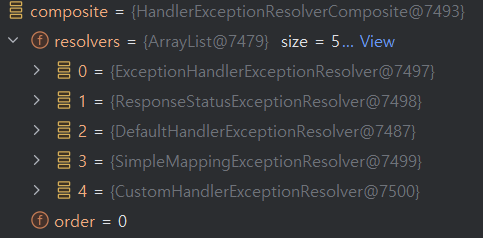 composite = {HandlerExceptionResolverComposite@7493}
f resolvers = {ArrayList@7479} size = 5... View
0 = {ExceptionHandlerExceptionResolver@7497}
1 = {ResponseStatusExceptionResolver@7498}
2 = {DefaultHandlerExceptionResolver@7487}
3 = {SimpleMappingExceptionResolver@7499}
4 = {CustomHandlerExceptionResolver@7500}
f order = 0